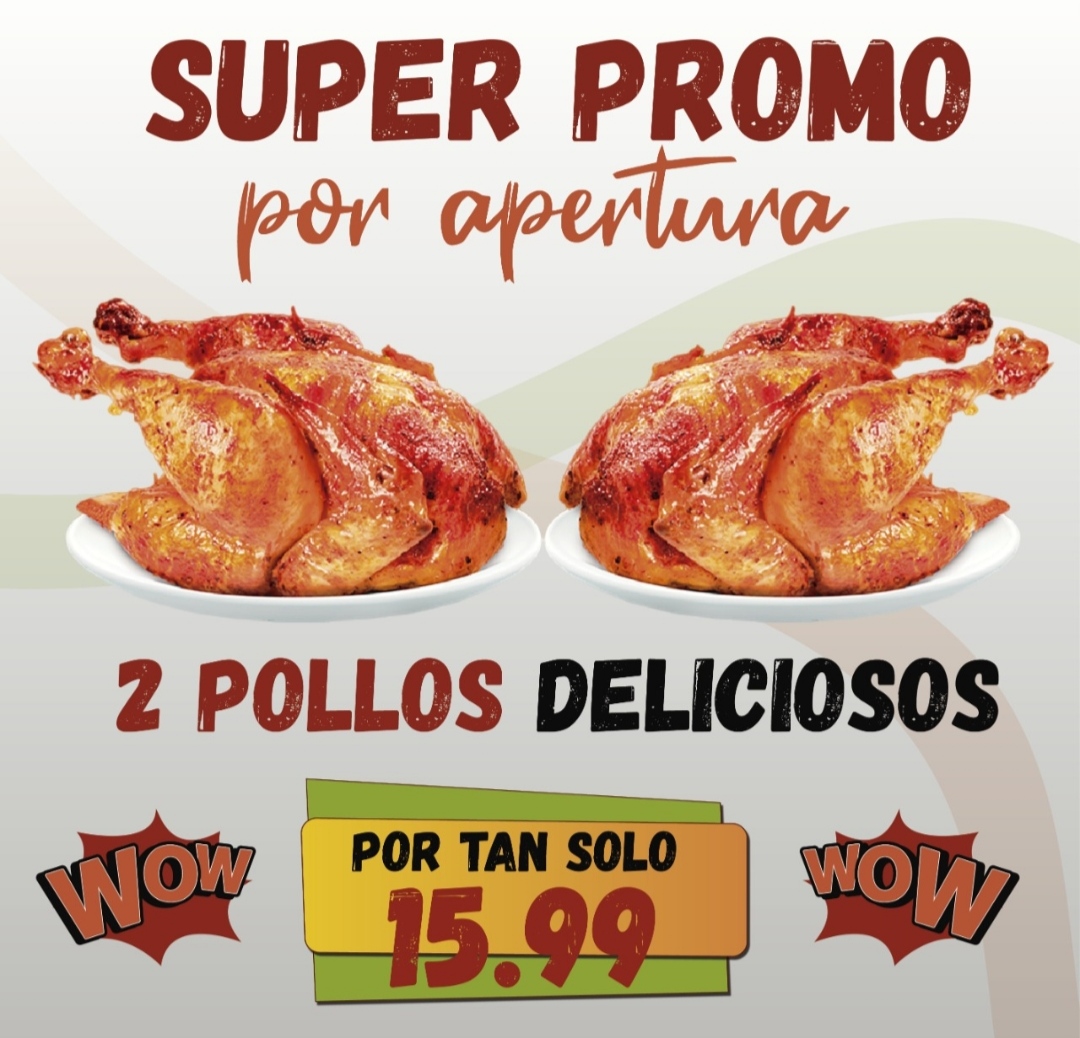 SUPER PROMO
por apertura
2 POLLOS DELICIOSOS
POR TAN SOLO
15.99
WOW
WOW